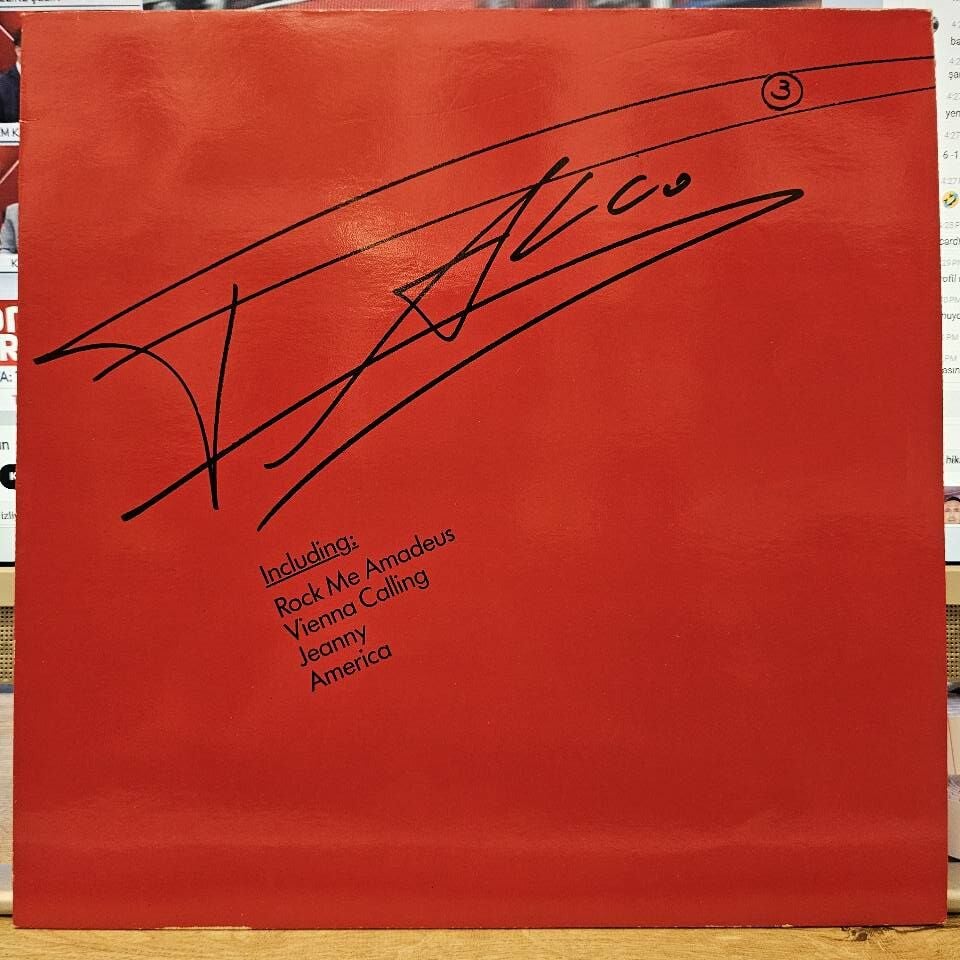 3
Falco
Including:
Rock Me Amadeus
Vienna Calling
Jeanny
America